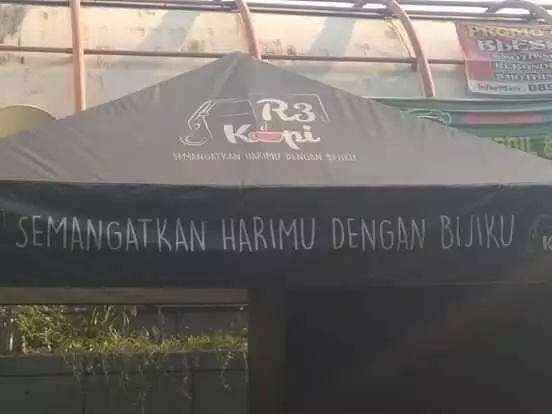 PROMO
R3
Kopi
SEMANGATKAN HARIMU DENGAN BIJIKU
SEMANGATKAN HARIMU DENGAN BIJIKU